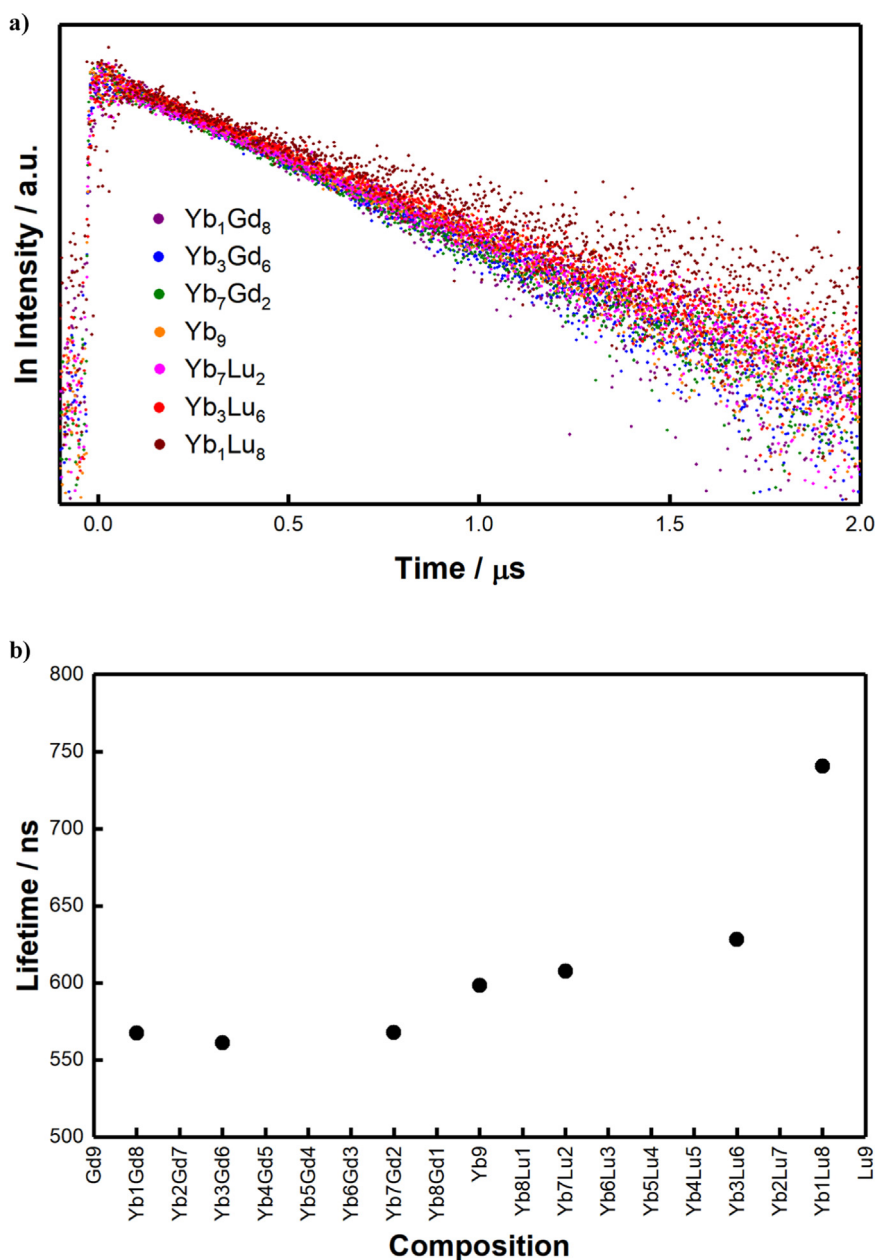 a)
ln Intensity / a.u.
Yb₁Gd₈
Yb₃Gd₆
Yb₇Gd₂
Yb₉
Yb₇Lu₂
Yb₃Lu₆
Yb₁Lu₈
0.0 0.5 1.0 1.5 2.0
Time / μs
b)
Lifetime / ns
800
750
700
650
600
550
500
Gd9 Yb1Gd8 Yb2Gd7 Yb3Gd6 Yb4Gd5 Yb5Gd4 Yb6Gd3 Yb7Gd2 Yb8Gd1 Yb9 Yb8Lu1 Yb7Lu2 Yb6Lu3 Yb5Lu4 Yb4Lu5 Yb3Lu6 Yb2Lu7 Yb1Lu8 Lu9
Composition